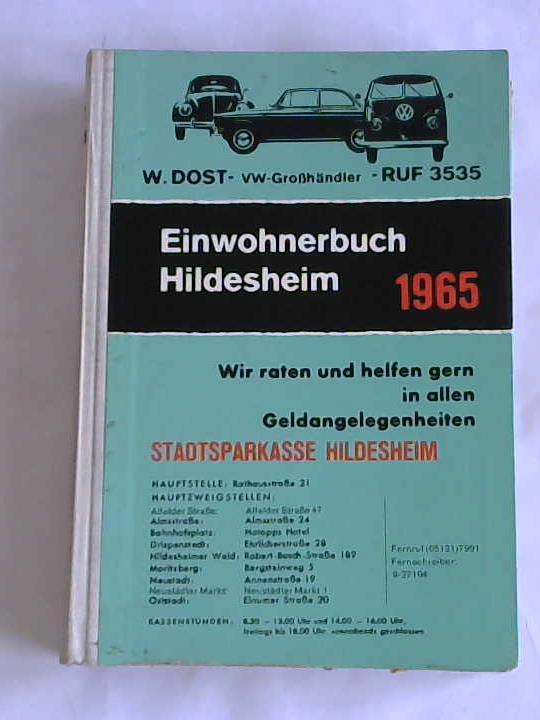 W. DOST - VW-Großhändler - RUF 3535
Einwohnerbuch
Hildesheim 1965
Wir raten und helfen gern
in allen
Geldangelegenheiten
STADTSPARKASSE HILDESHEIM
HAUPTSTELLE: Rathausstraße 21
HAUPTZWEIGSTELLEN:
Alfelder Straße: Alfelder Straße 47
Almsstraße: Almsstraße 24
Bahnhofsplatz: Hotopps Hotel
Drispenstedt: Ehrlicherstraße 28
Hildesheimer Wald: Robert-Bosch-Straße 189
Moritzberg: Bergsteinweg 5
Neustadt: Annenstraße 19
Neustädter Markt: Neustädter Markt 1
Oststadt: Einumer Straße 20
Fernruf (05121) 7991
Fernschreiber:
9-27104
KASSENSTUNDEN: 8.30 - 13.00 Uhr und 14.00 - 16.00 Uhr,
freitags bis 18.00 Uhr, sonnabends geschlossen